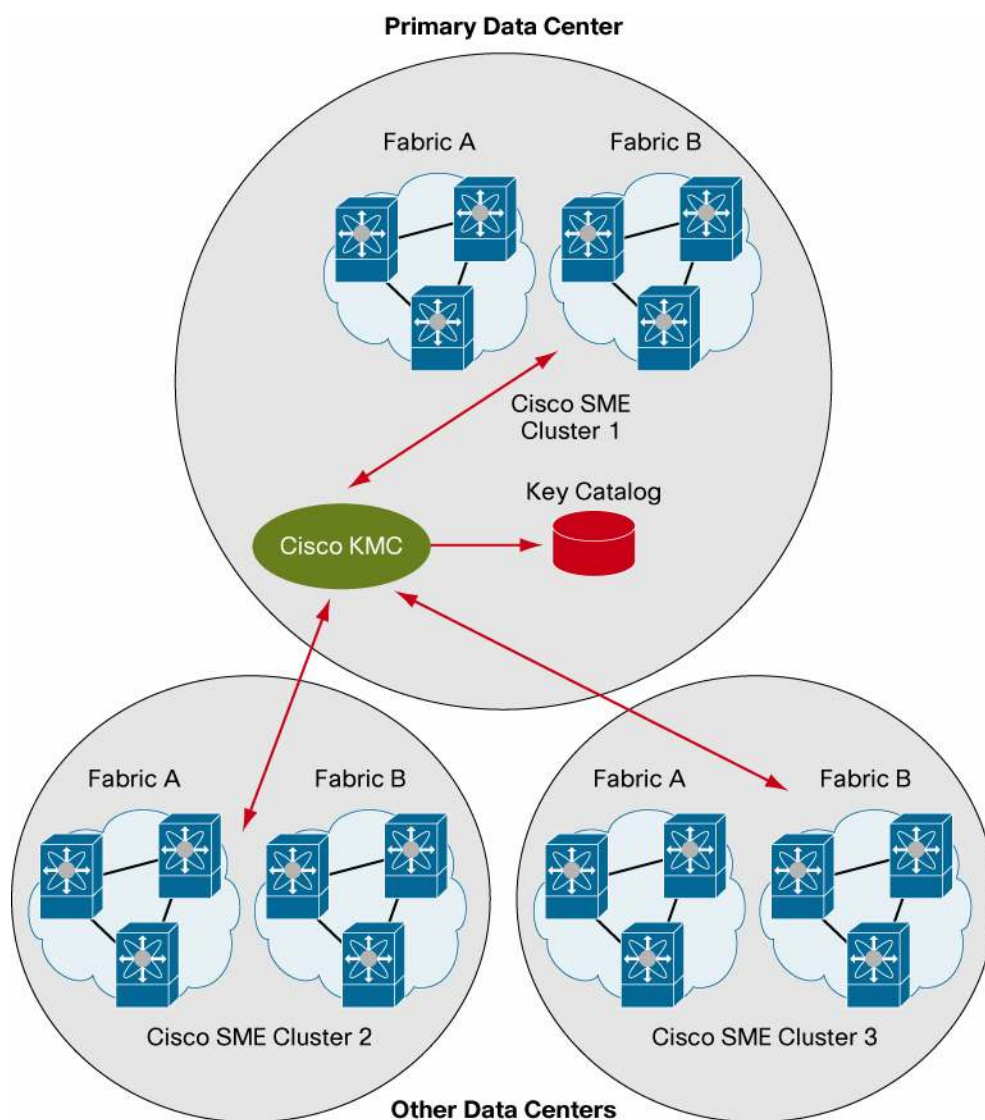 Primary Data Center
Fabric A
Fabric B
Cisco SME
Cluster 1
Key Catalog
Cisco KMC
Fabric A
Fabric B
Fabric A
Fabric B
Cisco SME Cluster 2
Cisco SME Cluster 3
Other Data Centers